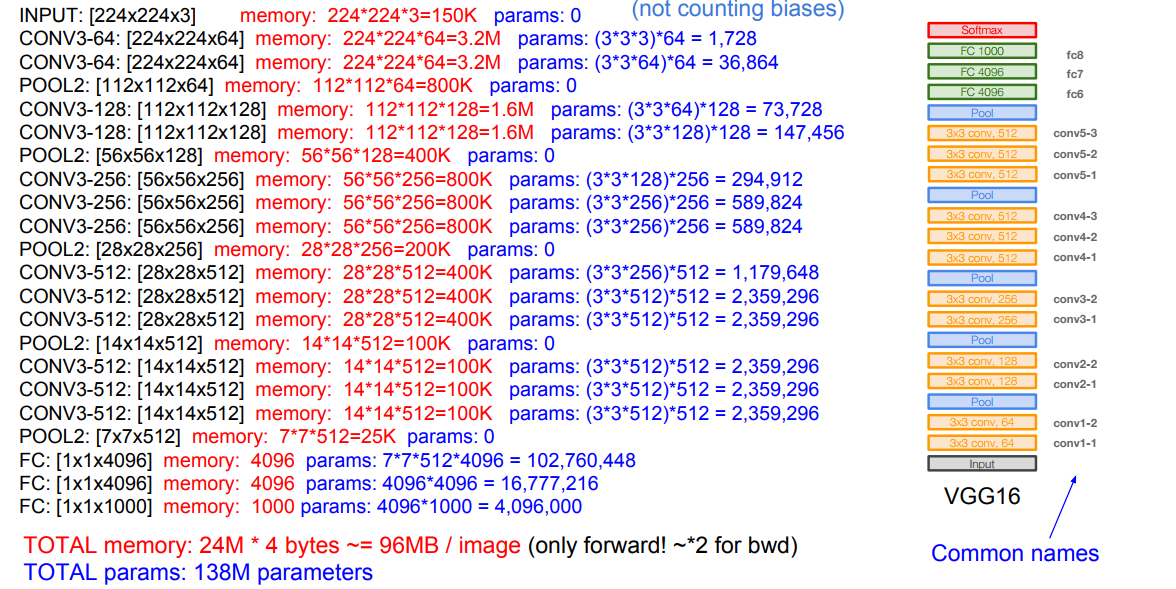 (not counting biases)
INPUT: [224x224x3] memory: 224*224*3=150K params: 0
CONV3-64: [224x224x64] memory: 224*224*64=3.2M params: (3*3*3)*64 = 1,728
CONV3-64: [224x224x64] memory: 224*224*64=3.2M params: (3*3*64)*64 = 36,864
POOL2: [112x112x64] memory: 112*112*64=800K params: 0
CONV3-128: [112x112x128] memory: 112*112*128=1.6M params: (3*3*64)*128 = 73,728
CONV3-128: [112x112x128] memory: 112*112*128=1.6M params: (3*3*128)*128 = 147,456
POOL2: [56x56x128] memory: 56*56*128=400K params: 0
CONV3-256: [56x56x256] memory: 56*56*256=800K params: (3*3*128)*256 = 294,912
CONV3-256: [56x56x256] memory: 56*56*256=800K params: (3*3*256)*256 = 589,824
CONV3-256: [56x56x256] memory: 56*56*256=800K params: (3*3*256)*256 = 589,824
POOL2: [28x28x256] memory: 28*28*256=200K params: 0
CONV3-512: [28x28x512] memory: 28*28*512=400K params: (3*3*256)*512 = 1,179,648
CONV3-512: [28x28x512] memory: 28*28*512=400K params: (3*3*512)*512 = 2,359,296
CONV3-512: [28x28x512] memory: 28*28*512=400K params: (3*3*512)*512 = 2,359,296
POOL2: [14x14x512] memory: 14*14*512=100K params: 0
CONV3-512: [14x14x512] memory: 14*14*512=100K params: (3*3*512)*512 = 2,359,296
CONV3-512: [14x14x512] memory: 14*14*512=100K params: (3*3*512)*512 = 2,359,296
CONV3-512: [14x14x512] memory: 14*14*512=100K params: (3*3*512)*512 = 2,359,296
POOL2: [7x7x512] memory: 7*7*512=25K params: 0
FC: [1x1x4096] memory: 4096 params: 7*7*512*4096 = 102,760,448
FC: [1x1x4096] memory: 4096 params: 4096*4096 = 16,777,216
FC: [1x1x1000] memory: 1000 params: 4096*1000 = 4,096,000
TOTAL memory: 24M * 4 bytes ~= 96MB / image (only forward! ~*2 for bwd)
TOTAL params: 138M parameters
Softmax
FC 1000 fc8
FC 4096 fc7
FC 4096 fc6
Pool
3x3 conv, 512 conv5-3
3x3 conv, 512 conv5-2
3x3 conv, 512 conv5-1
Pool
3x3 conv, 512 conv4-3
3x3 conv, 512 conv4-2
3x3 conv, 512 conv4-1
Pool
3x3 conv, 256 conv3-2
3x3 conv, 256 conv3-1
Pool
3x3 conv, 128 conv2-2
3x3 conv, 128 conv2-1
Pool
3x3 conv, 64 conv1-2
3x3 conv, 64 conv1-1
Input
VGG16
Common names